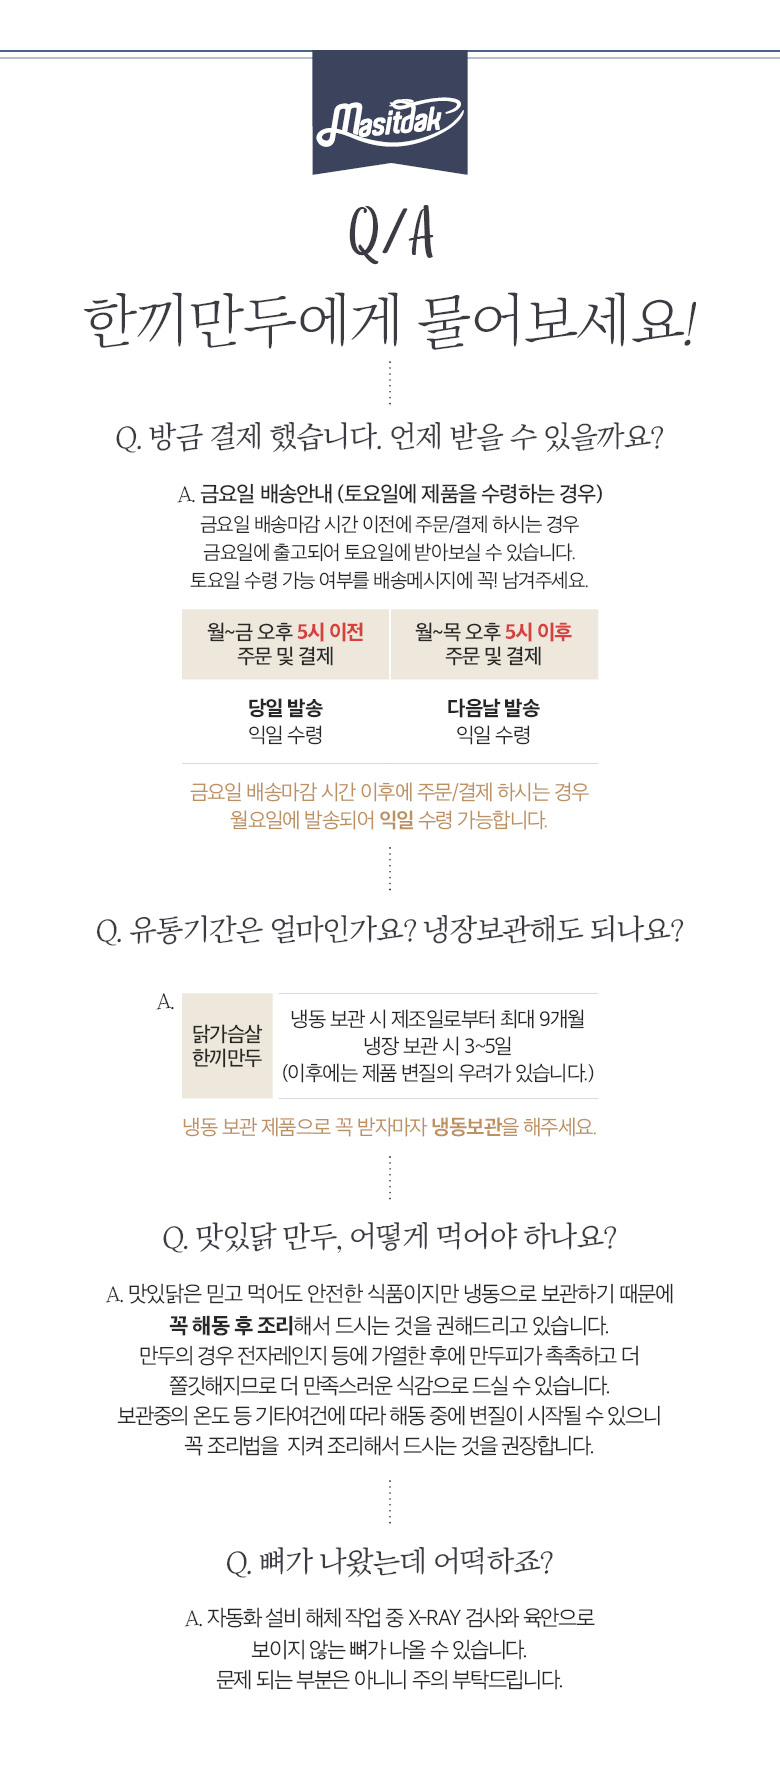 Masitdak
Q/A
한끼만두에게 물어보세요!
Q. 방금 결제 했습니다. 언제 받을 수 있을까요?
A. 금요일 배송안내 (토요일에 제품을 수령하는 경우)
금요일 배송마감 시간 이전에 주문/결제 하시는 경우
금요일에 출고되어 토요일에 받아보실 수 있습니다.
토요일 수령 가능 여부를 배송메시지에 꼭! 남겨주세요.
월~금 오후 5시 이전
주문 및 결제
월~목 오후 5시 이후
주문 및 결제
당일 발송
익일 수령
다음날 발송
익일 수령
금요일 배송마감 시간 이후에 주문/결제 하시는 경우
월요일에 발송되어 익일 수령 가능합니다.
Q. 유통기간은 얼마인가요? 냉장보관해도 되나요?
A.
닭가슴살
한끼만두
냉동 보관 시 제조일로부터 최대 9개월
냉장 보관 시 3~5일
(이후에는 제품 변질의 우려가 있습니다.)
냉동 보관 제품으로 꼭 받자마자 냉동보관을 해주세요.
Q. 맛있닭 만두, 어떻게 먹어야 하나요?
A. 맛있닭은 믿고 먹어도 안전한 식품이지만 냉동으로 보관하기 때문에
꼭 해동 후 조리해서 드시는 것을 권해드리고 있습니다.
만두의 경우 전자레인지 등에 가열한 후에 만두피가 촉촉하고 더
쫄깃해지므로 더 만족스러운 식감으로 드실 수 있습니다.
보관중의 온도 등 기타여건에 따라 해동 중에 변질이 시작될 수 있으니
꼭 조리법을 지켜 조리해서 드시는 것을 권장합니다.
Q. 뼈가 나왔는데 어떡하죠?
A. 자동화 설비 해체 작업 중 X-RAY 검사와 육안으로
보이지 않는 뼈가 나올 수 있습니다.
문제 되는 부분은 아니니 주의 부탁드립니다.